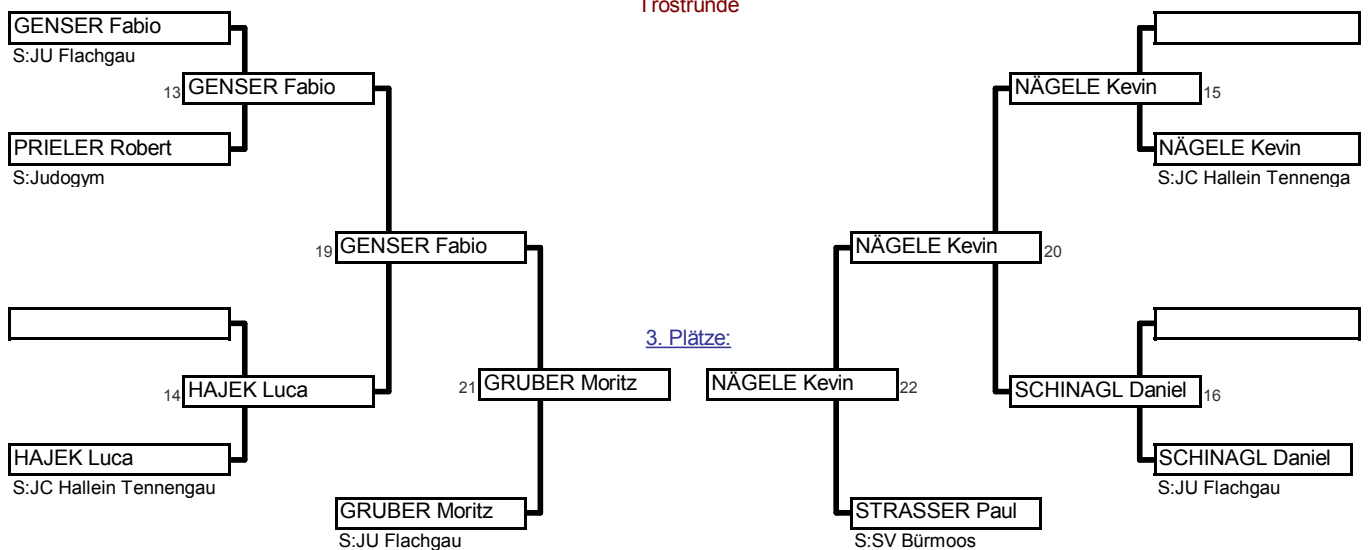 Trostrunde
GENSER Fabio
S:JU Flachgau
13 GENSER Fabio
NÄGELE Kevin 15
PRIELER Robert
S:Judogym
NÄGELE Kevin
S:JC Hallein Tennenga
19 GENSER Fabio
NÄGELE Kevin 20
3. Plätze:
14 HAJEK Luca
21 GRUBER Moritz
NÄGELE Kevin 22
SCHINAGL Daniel 16
HAJEK Luca
S:JC Hallein Tennengau
SCHINAGL Daniel
S:JU Flachgau
GRUBER Moritz
S:JU Flachgau
STRASSER Paul
S:SV Bürmoos